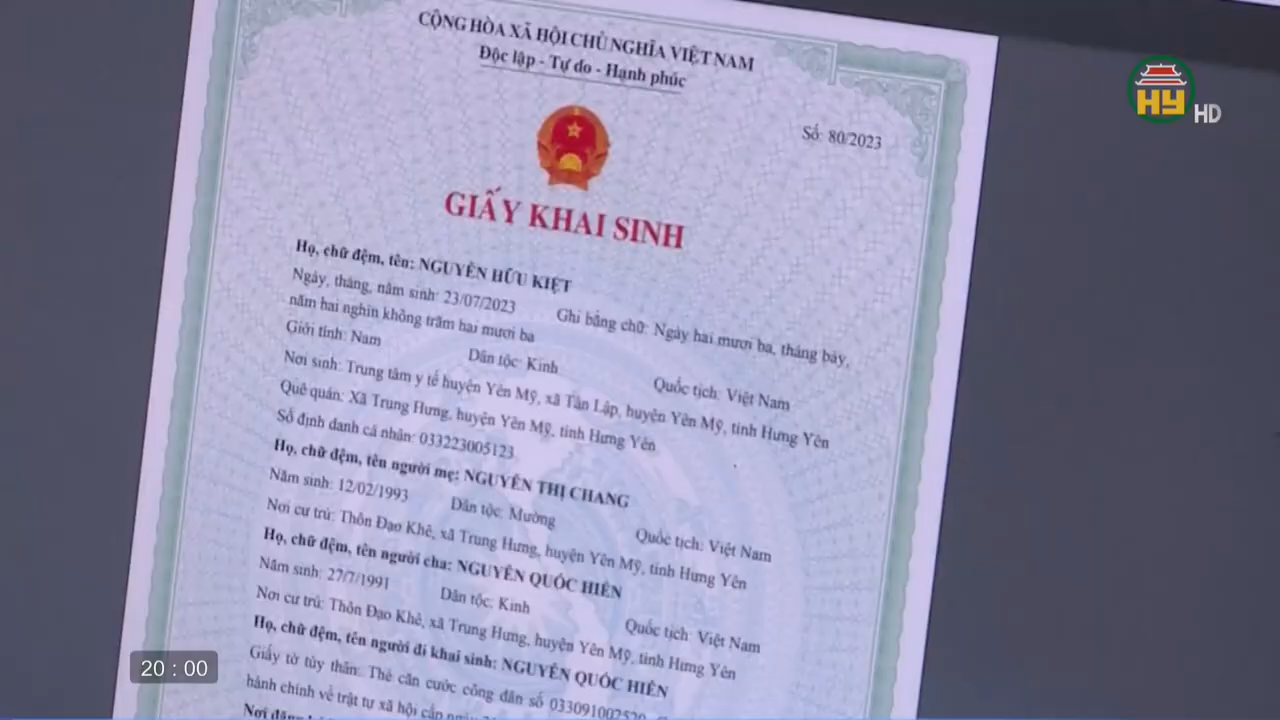 CỘNG HÒA XÃ HỘI CHỦ NGHĨA VIỆT NAM
Độc lập - Tự do - Hạnh phúc
HY HD
Số: 80/2023
GIẤY KHAI SINH
Họ, chữ đệm, tên: NGUYỄN HỮU KIỆT
Ngày, tháng, năm sinh: 23/07/2023 Ghi bằng chữ: Ngày hai mươi ba, tháng bảy,
năm hai nghìn không trăm hai mươi ba
Giới tính: Nam Dân tộc: Kinh Quốc tịch: Việt Nam
Nơi sinh: Trung tâm y tế huyện Yên Mỹ, xã Tân Lập, huyện Yên Mỹ, tỉnh Hưng Yên
Quê quán: Xã Trung Hưng, huyện Yên Mỹ, tỉnh Hưng Yên
Số định danh cá nhân: 033223005123
Họ, chữ đệm, tên người mẹ: NGUYỄN THỊ CHANG
Năm sinh: 12/02/1993 Dân tộc: Mường Quốc tịch: Việt Nam
Nơi cư trú: Thôn Đạo Khê, xã Trung Hưng, huyện Yên Mỹ, tỉnh Hưng Yên
Họ, chữ đệm, tên người cha: NGUYỄN QUỐC HIÊN
Năm sinh: 27/7/1991 Dân tộc: Kinh Quốc tịch: Việt Nam
Nơi cư trú: Thôn Đạo Khê, xã Trung Hưng, huyện Yên Mỹ, tỉnh Hưng Yên
Họ, chữ đệm, tên người đi khai sinh: NGUYỄN QUỐC HIÊN
Giấy tờ tùy thân: Thẻ căn cước công dân số 033091002520
hành chính về trật tự xã hội cấp ngày
20 : 00